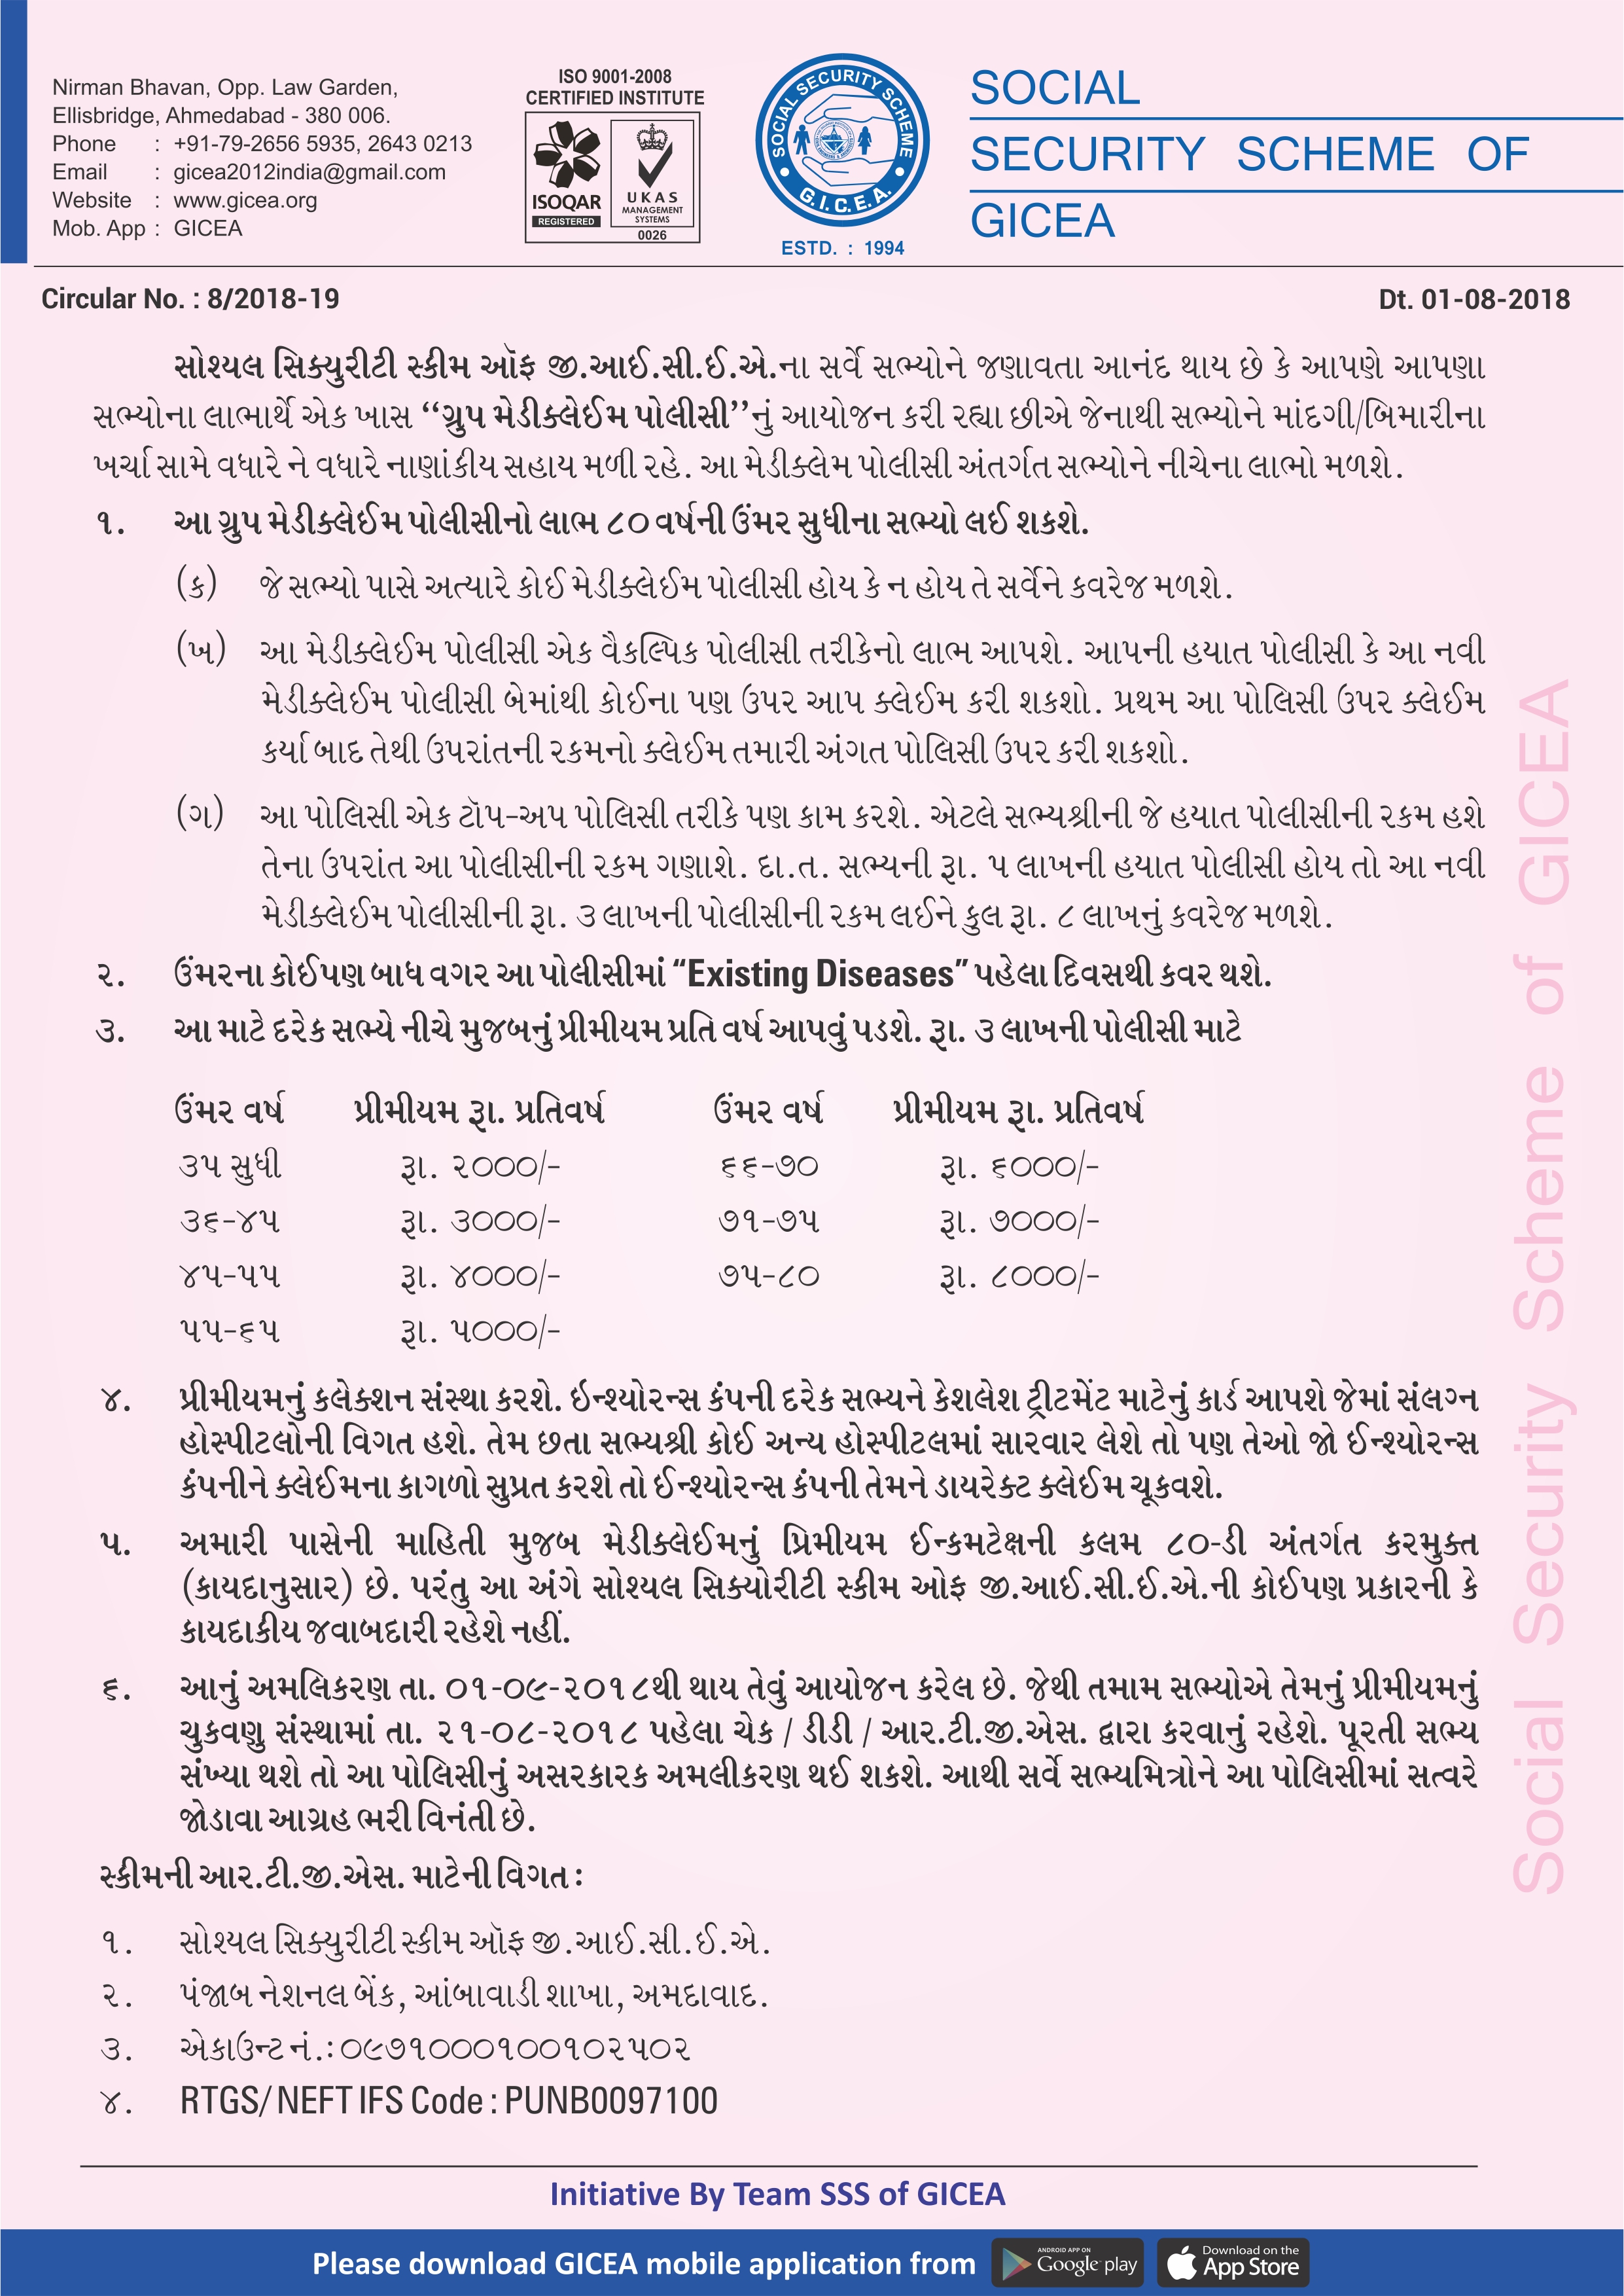 Nirman Bhavan, Opp. Law Garden,
Ellisbridge, Ahmedabad - 380 006.
Phone : +91-79-2656 5935, 2643 0213
Email : gicea2012india@gmail.com
Website : www.gicea.org
Mob. App : GICEA
ISO 9001-2008
CERTIFIED INSTITUTE
ISOQAR
REGISTERED
UKAS
MANAGEMENT
SYSTEMS
0026
SOCIAL SECURITY SCHEME
G.I.C.E.A.
ESTD. : 1994
SOCIAL
SECURITY SCHEME OF
GICEA
Circular No. : 8/2018-19 Dt. 01-08-2018
સોશ્યલ સિક્યુરીટી સ્કીમ ઑફ જી.આઈ.સી.ઈ.એ.ના સર્વે સભ્યોને જણાવતા આનંદ થાય છે કે આપણે આપણા
સભ્યોના લાભાર્થે એક ખાસ “ગ્રુપ મેડીક્લેઈમ પોલીસી”નું આયોજન કરી રહ્યા છીએ જેનાથી સભ્યોને માંદગી/બિમારીના
ખર્ચા સામે વધારે ને વધારે નાણાંકીય સહાય મળી રહે. આ મેડીક્લેમ પોલીસી અંતર્ગત સભ્યોને નીચેના લાભો મળશે.
૧. આ ગ્રુપ મેડીક્લેઈમ પોલીસીનો લાભ ૮૦ વર્ષની ઉંમર સુધીના સભ્યો લઈ શકશે.
(ક) જે સભ્યો પાસે અત્યારે કોઈ મેડીક્લેઈમ પોલીસી હોય કે ન હોય તે સર્વેને કવરેજ મળશે.
(ખ) આ મેડીક્લેઈમ પોલીસી એક વૈકલ્પિક પોલીસી તરીકેનો લાભ આપશે. આપની હયાત પોલીસી કે આ નવી
મેડીક્લેઈમ પોલીસી બેમાંથી કોઈના પણ ઉપર આપ ક્લેઈમ કરી શકશો. પ્રથમ આ પોલિસી ઉપર ક્લેઈમ
કર્યા બાદ તેથી ઉપરાંતની રકમનો ક્લેઈમ તમારી અંગત પોલિસી ઉપર કરી શકશો.
(ગ) આ પોલિસી એક ટૉપ-અપ પોલિસી તરીકે પણ કામ કરશે. એટલે સભ્યશ્રીની જે હયાત પોલીસીની રકમ હશે
તેના ઉપરાંત આ પોલીસીની રકમ ગણાશે. દા.ત. સભ્યની રૂા. ૫ લાખની હયાત પોલીસી હોય તો આ નવી
મેડીક્લેઈમ પોલીસીની રૂા. ૩ લાખની પોલીસીની રકમ લઈને કુલ રૂા. ૮ લાખનું કવરેજ મળશે.
૨. ઉંમરના કોઈપણ બાધ વગર આ પોલીસીમાં “Existing Diseases” પહેલા દિવસથી કવર થશે.
૩. આ માટે દરેક સભ્યે નીચે મુજબનું પ્રીમીયમ પ્રતિ વર્ષ આપવું પડશે. રૂા. ૩ લાખની પોલીસી માટે
ઉંમર વર્ષ પ્રીમીયમ રૂા. પ્રતિવર્ષ ઉંમર વર્ષ પ્રીમીયમ રૂા. પ્રતિવર્ષ
૩૫ સુધી રૂા. ૨૦૦૦/- ૬૬-૭૦ રૂા. ૬૦૦૦/-
૩૬-૪૫ રૂા. ૩૦૦૦/- ૭૧-૭૫ રૂા. ૭૦૦૦/-
૪૫-૫૫ રૂા. ૪૦૦૦/- ૭૫-૮૦ રૂા. ૮૦૦૦/-
૫૫-૬૫ રૂા. ૫૦૦૦/-
૪. પ્રીમીયમનું કલેક્શન સંસ્થા કરશે. ઇન્શ્યોરન્સ કંપની દરેક સભ્યને કેશલેશ ટ્રીટમેંટ માટેનું કાર્ડ આપશે જેમાં સંલગ્ન
હોસ્પીટલોની વિગત હશે. તેમ છતા સભ્યશ્રી કોઈ અન્ય હોસ્પીટલમાં સારવાર લેશે તો પણ તેઓ જો ઈન્શ્યોરન્સ
કંપનીને ક્લેઈમના કાગળો સુપ્રત કરશે તો ઈન્શ્યોરન્સ કંપની તેમને ડાયરેક્ટ ક્લેઈમ ચૂકવશે.
૫. અમારી પાસેની માહિતી મુજબ મેડીક્લેઈમનું પ્રિમીયમ ઈન્કમટેક્ષની કલમ ૮૦-ડી અંતર્ગત કરમુક્ત
(કાયદાનુસાર) છે. પરંતુ આ અંગે સોશ્યલ સિક્યોરીટી સ્કીમ ઓફ જી.આઈ.સી.ઈ.એ.ની કોઈપણ પ્રકારની કે
કાયદાકીય જવાબદારી રહેશે નહીં.
૬. આનું અમલિકરણ તા. ૦૧-૦૯-૨૦૧૮થી થાય તેવું આયોજન કરેલ છે. જેથી તમામ સભ્યોએ તેમનું પ્રીમીયમનું
ચુકવણુ સંસ્થામાં તા. ૨૧-૦૮-૨૦૧૮ પહેલા ચેક / ડીડી / આર.ટી.જી.એસ. દ્વારા કરવાનું રહેશે. પૂરતી સભ્ય
સંખ્યા થશે તો આ પોલિસીનું અસરકારક અમલીકરણ થઈ શકશે. આથી સર્વે સભ્યમિત્રોને આ પોલિસીમાં સત્વરે
જોડાવા આગ્રહ ભરી વિનંતી છે.
સ્કીમની આર.ટી.જી.એસ. માટેની વિગત :
૧. સોશ્યલ સિક્યુરીટી સ્કીમ ઑફ જી.આઈ.સી.ઈ.એ.
૨. પંજાબ નેશનલ બેંક, આંબાવાડી શાખા, અમદાવાદ.
૩. એકાઉન્ટ નં.: ૦૯૭૧૦૦૦૧૦૦૧૦૨૫૦૨
૪. RTGS/ NEFT IFS Code : PUNB0097100
Social Security Scheme of GICEA
Initiative By Team SSS of GICEA
Please download GICEA mobile application from
ANDROID APP ON
Google play
Download on the
App Store